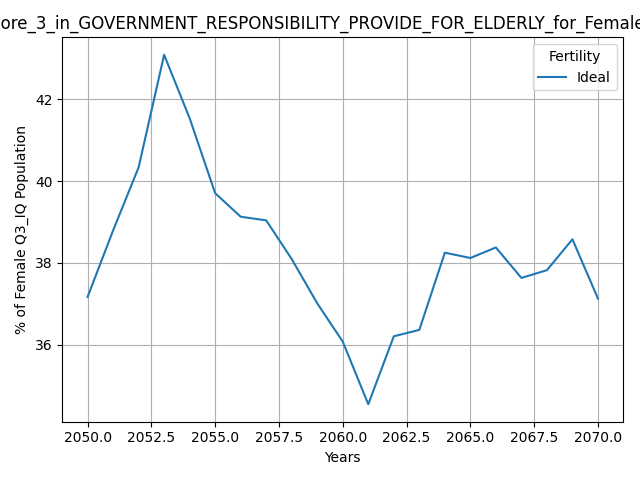 ore_3_in_GOVERNMENT_RESPONSIBILITY_PROVIDE_FOR_ELDERLY_for_Female
Fertility
Ideal
% of Female Q3_IQ Population
42
40
38
36
2050.0 2052.5 2055.0 2057.5 2060.0 2062.5 2065.0 2067.5 2070.0
Years